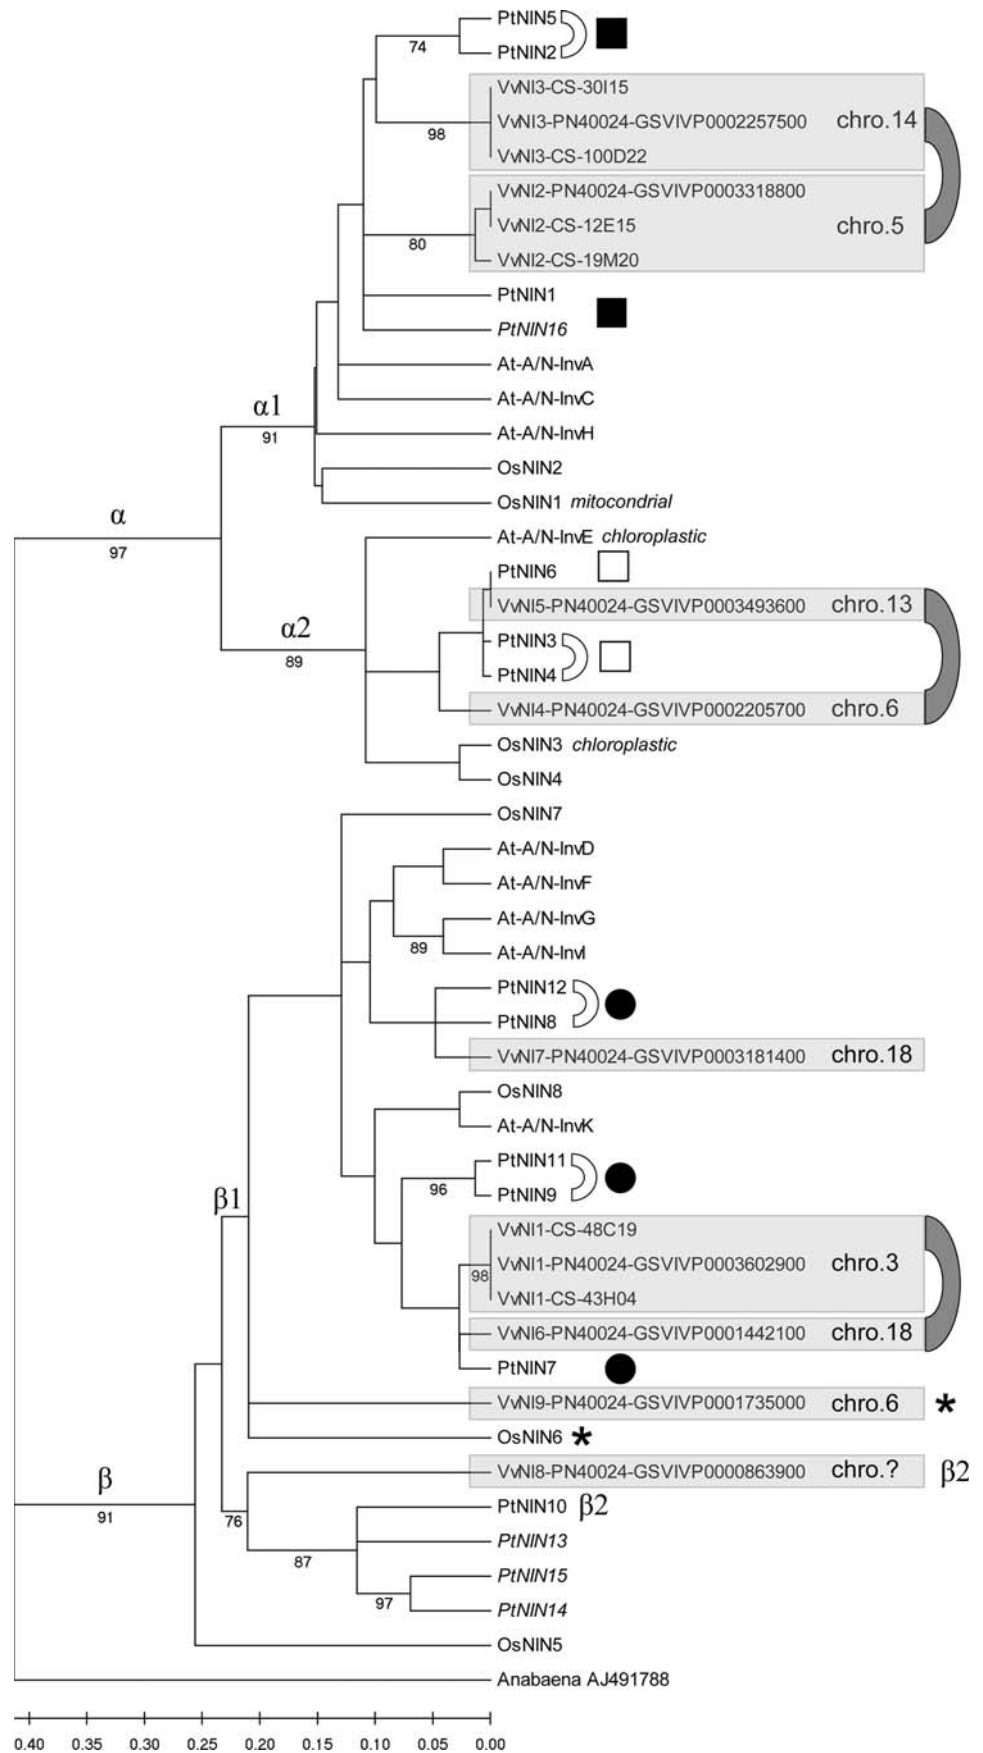 PtNIN5
74
PtNIN2
VvNI3-CS-30I15
VvNI3-PN40024-GSVIVP0002257500 chro.14
98
VvNI3-CS-100D22
VvNI2-PN40024-GSVIVP0003318800
VvNI2-CS-12E15 chro.5
80
VvNI2-CS-19M20
PtNIN1
PtNIN16
At-A/N-InvA
At-A/N-InvC
α1
91
At-A/N-InvH
OsNIN2
OsNIN1 mitocondrial
α
97
At-A/N-InvE chloroplastic
PtNIN6
VvNI5-PN40024-GSVIVP0003493600 chro.13
α2
89
PtNIN3
PtNIN4
VvNI4-PN40024-GSVIVP0002205700 chro.6
OsNIN3 chloroplastic
OsNIN4
OsNIN7
At-A/N-InvD
At-A/N-InvF
At-A/N-InvG
89
At-A/N-InvI
PtNIN12
PtNIN8
VvNI7-PN40024-GSVIVP0003181400 chro.18
OsNIN8
At-A/N-InvK
PtNIN11
96
PtNIN9
β1
VvNI1-CS-48C19
VvNI1-PN40024-GSVIVP0003602900 chro.3
98
VvNI1-CS-43H04
VvNI6-PN40024-GSVIVP0001442100 chro.18
PtNIN7
VvNI9-PN40024-GSVIVP0001735000 chro.6 *
OsNIN6 *
VvNI8-PN40024-GSVIVP0000863900 chro.? β2
β
91
PtNIN10 β2
76
PtNIN13
87
PtNIN15
97
PtNIN14
OsNIN5
Anabaena AJ491788
0.40 0.35 0.30 0.25 0.20 0.15 0.10 0.05 0.00